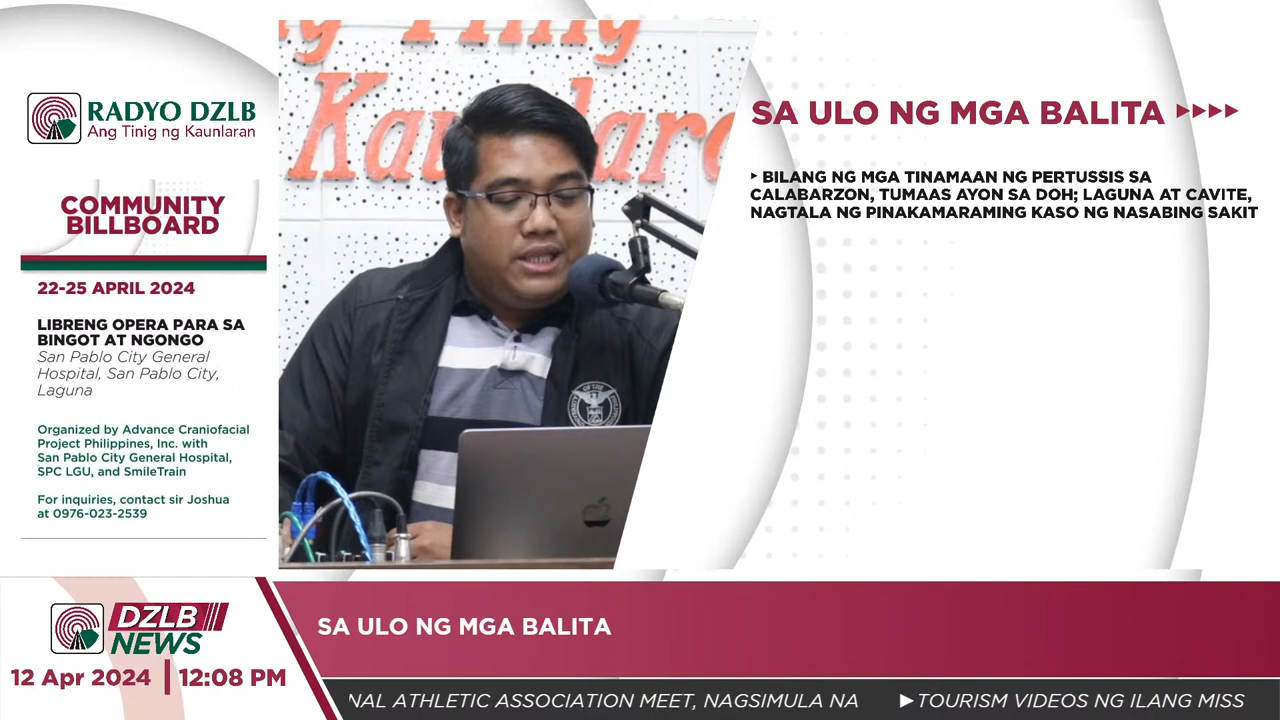 RADYO DZLB
Ang Tinig ng Kaunlaran
COMMUNITY
BILLBOARD
22-25 APRIL 2024
LIBRENG OPERA PARA SA
BINGOT AT NGONGO
San Pablo City General
Hospital, San Pablo City,
Laguna
Organized by Advance Craniofacial
Project Philippines, Inc. with
San Pablo City General Hospital,
SPC LGU, and SmileTrain
For inquiries, contact sir Joshua
at 0976-023-2539
ng Tinig
Kaunlara
OF THE
SA ULO NG MGA BALITA
BILANG NG MGA TINAMAAN NG PERTUSSIS SA
CALABARZON, TUMAAS AYON SA DOH; LAGUNA AT CAVITE,
NAGTALA NG PINAKAMARAMING KASO NG NASABING SAKIT
DZLB
NEWS
12 Apr 2024 | 12:08 PM
SA ULO NG MGA BALITA
NAL ATHLETIC ASSOCIATION MEET, NAGSIMULA NA ►TOURISM VIDEOS NG ILANG MISS